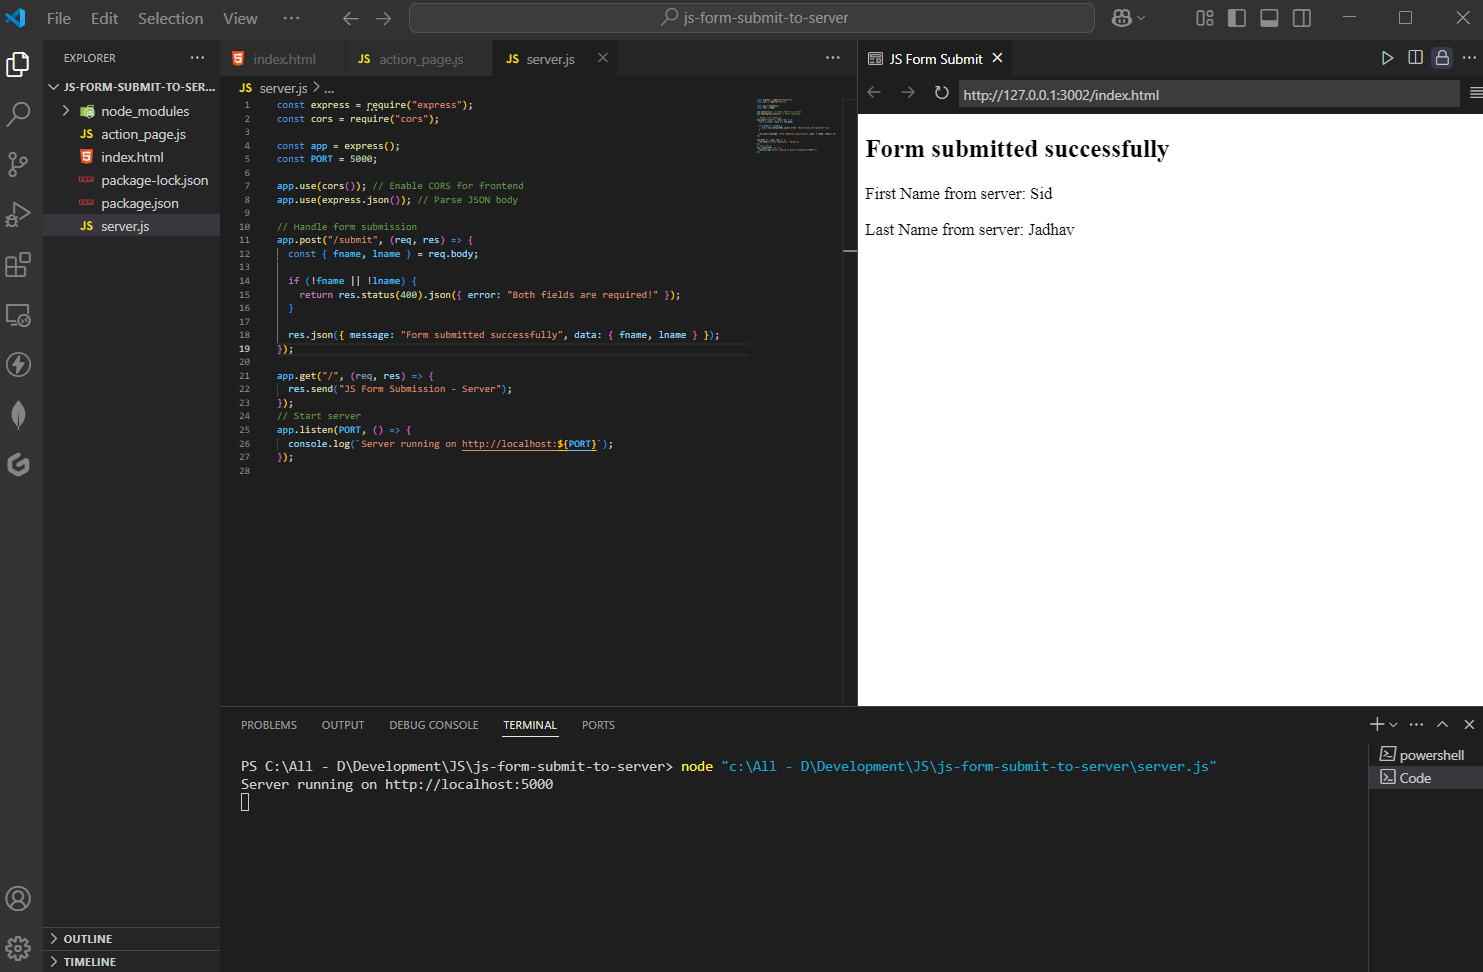 File Edit Selection View ··· js-form-submit-to-server
EXPLORER ···
JS-FORM-SUBMIT-TO-SER...
node_modules
JS action_page.js
index.html
package-lock.json
package.json
JS server.js
OUTLINE
TIMELINE
index.html JS action_page.js JS server.js ···
JS server.js > ...
1 const express = require("express");
2 const cors = require("cors");
3
4 const app = express();
5 const PORT = 5000;
6
7 app.use(cors()); // Enable CORS for frontend
8 app.use(express.json()); // Parse JSON body
9
10 // Handle form submission
11 app.post("/submit", (req, res) => {
12 const { fname, lname } = req.body;
13
14 if (!fname || !lname) {
15 return res.status(400).json({ error: "Both fields are required!" });
16 }
17
18 res.json({ message: "Form submitted successfully", data: { fname, lname } });
19 });
20
21 app.get("/", (req, res) => {
22 res.send("JS Form Submission - Server");
23 });
24 // Start server
25 app.listen(PORT, () => {
26 console.log(`Server running on http://localhost:${PORT}`);
27 });
28
JS Form Submit
http://127.0.0.1:3002/index.html
Form submitted successfully
First Name from server: Sid
Last Name from server: Jadhav
PROBLEMS OUTPUT DEBUG CONSOLE TERMINAL PORTS
PS C:\All - D\Development\JS\js-form-submit-to-server> node "c:\All - D\Development\JS\js-form-submit-to-server\server.js"
Server running on http://localhost:5000
powershell
Code